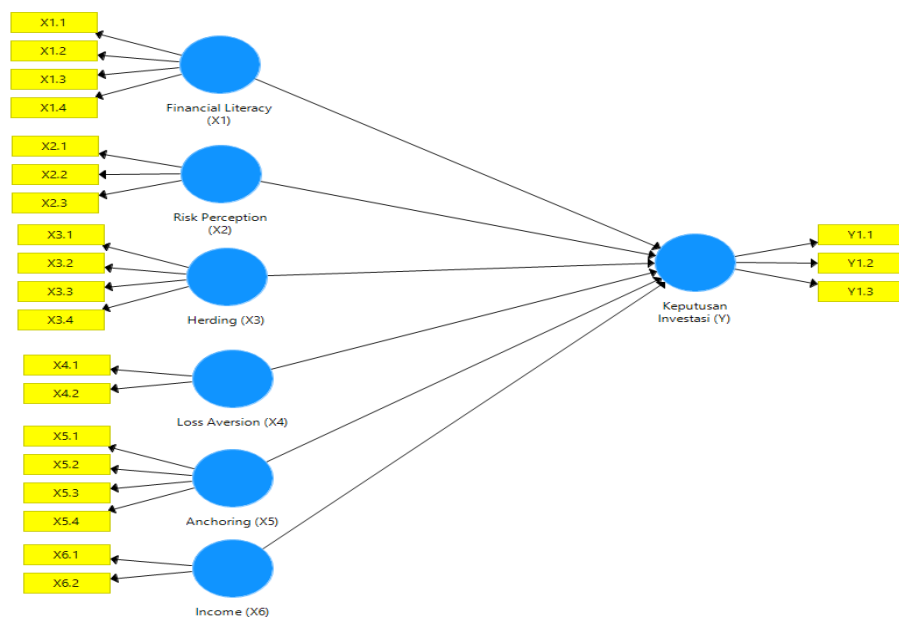 X1.1
X1.2
X1.3
X1.4
Financial Literacy
(X1)
X2.1
X2.2
X2.3
Risk Perception
(X2)
X3.1
X3.2
X3.3
X3.4
Herding (X3)
X4.1
X4.2
Loss Aversion (X4)
X5.1
X5.2
X5.3
X5.4
Anchoring (X5)
X6.1
X6.2
Income (X6)
Keputusan
Investasi (Y)
Y1.1
Y1.2
Y1.3